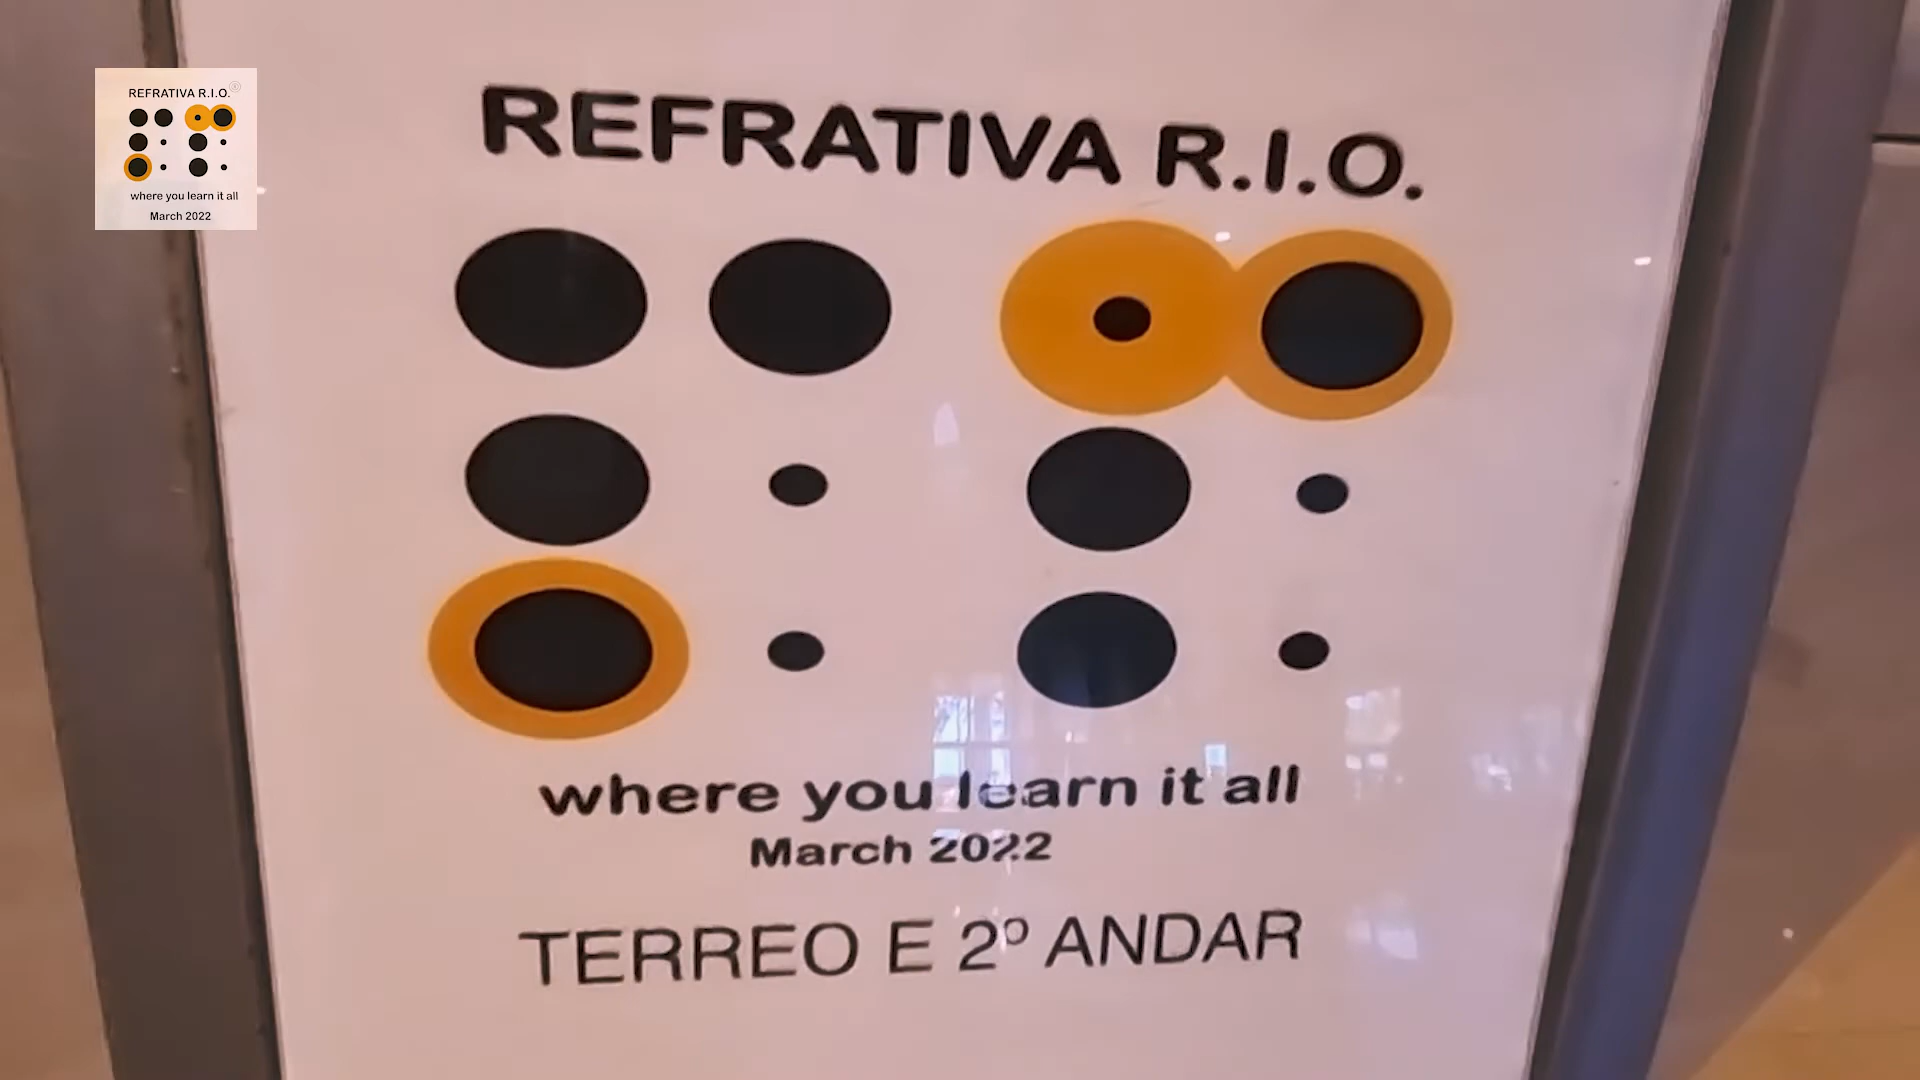 REFRATIVA R.I.O.
where you learn it all
March 2022
REFRATIVA R.I.O.
where you learn it all
March 2022
TERREO E 2º ANDAR